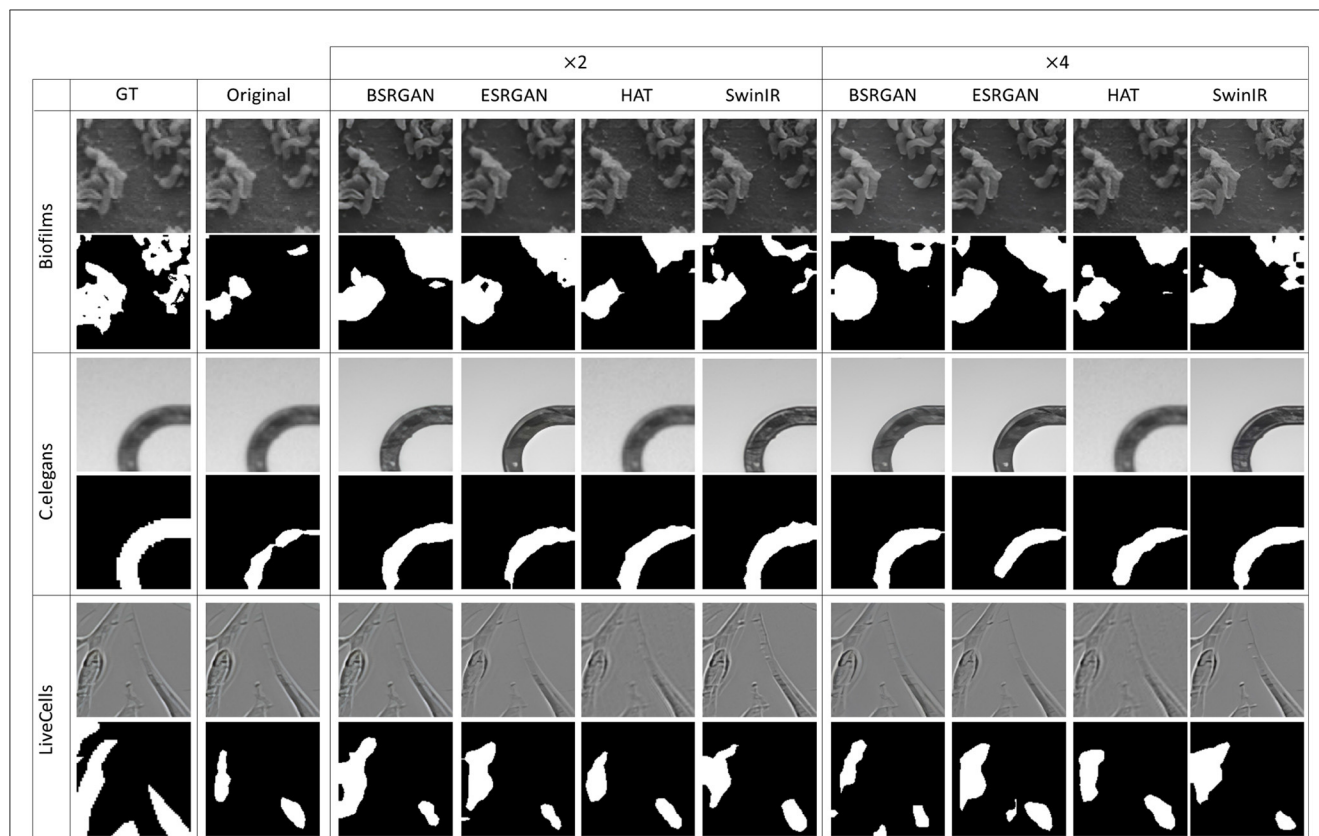 ×2 ×4
GT Original BSRGAN ESRGAN HAT SwinIR BSRGAN ESRGAN HAT SwinIR
Biofilms
C.elegans
LiveCells